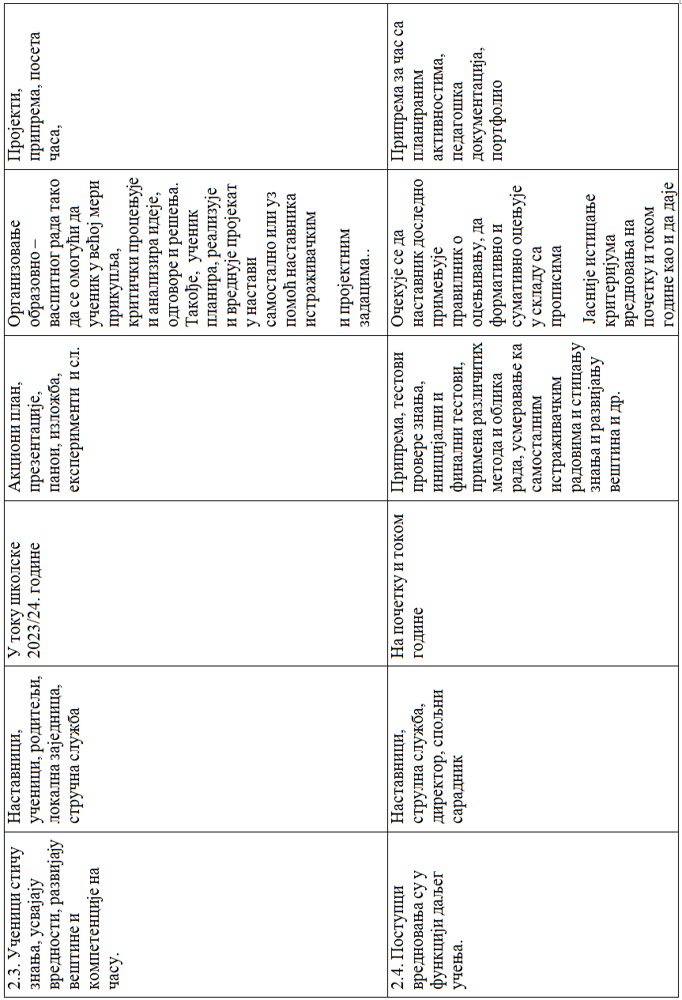 2.3. Ученици стичу
знања, усвајају
вредности, развијају
вештине и
компетенције на
часу.
Наставници,
ученици, родитељи,
локална заједница,
стручна служба
У току школске
2023/24. године
Акциони план,
презентације,
панои, изложба,
експерименти и сл.
Организовање
образовно –
васпитног рада тако
да се омогући да
ученик у већој мери
прикупља,
критички процењује
и анализира идеје,
одговоре и решења.
Такође, ученик
планира, реализује
и вреднује пројекат
у настави
самостално или уз
помоћ наставника
истраживачким
и пројектним
задацима..
Пројекти,
припрема, посета
часа,
2.4. Поступци
вредновања су у
функцији даљег
учења.
Наставници,
струлна служба,
директор, спољни
сарадник
На почетку и током
године
Припрема, тестови
провере знања,
иницијални и
финални тестови,
примена различитих
метода и облика
рада, усмеравање ка
самосталним
истраживачким
радовима и стицању
знања и развијању
вештина и др.
Очекује се да
наставник доследно
примењује
правилник о
оцењивању, да
формативно и
сумативно оцењује
у складу са
прописима
Јасније истицање
критеријума
вредновања на
почетку и током
године као и да даје
Припрема за час са
планираним
активностима,
педагошка
документација,
портфолио